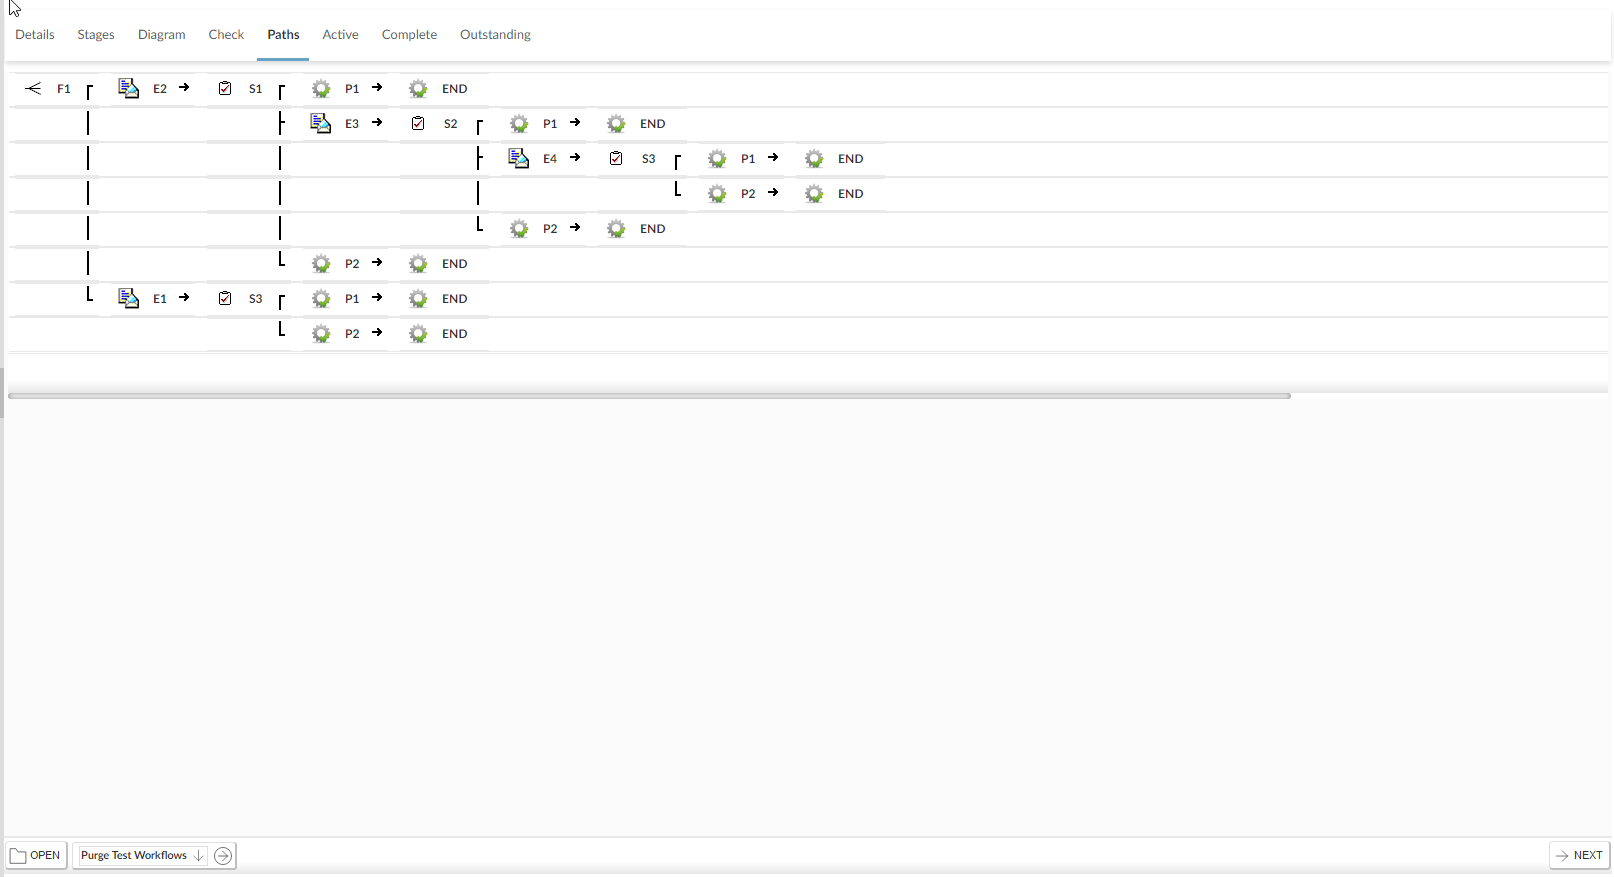 Details Stages Diagram Check Paths Active Complete Outstanding
F1 E2 S1 P1 END
E3 S2 P1 END
E4 S3 P1 END
P2 END
P2 END
P2 END
E1 S3 P1 END
P2 END
OPEN Purge Test Workflows NEXT